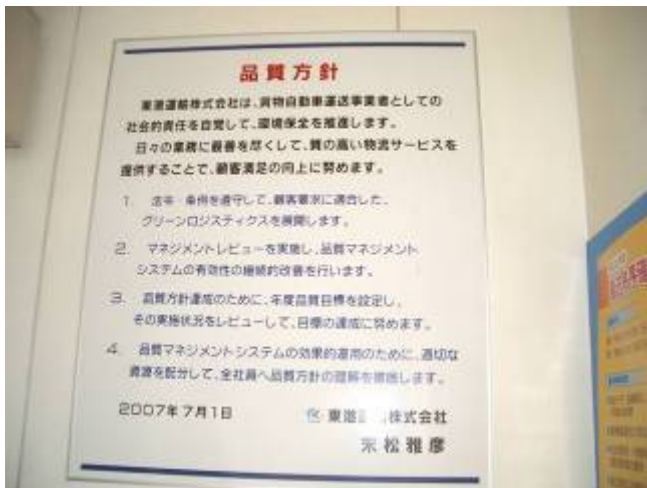 品質方針
東進運輸株式会社は、貨物自動車運送事業者としての
社会的責任を自覚して、環境保全を推進します。
日々の業務に最善を尽くして、質の高い物流サービスを
提供することで、顧客満足の向上に努めます。
1. 法令・条例を遵守して、顧客要求に適合した、
グリーンロジスティクスを展開します。
2. マネジメントレビューを実施し、品質マネジメント
システムの有効性の継続的改善を行います。
3. 品質方針達成のために、年度品質目標を設定し、
その実施状況をレビューして、目標の達成に努めます。
4. 品質マネジメントシステムの効果的運用のために、適切な
資源を配分して、全社員へ品質方針の理解を徹底します。
2007年7月1日
東進運輸株式会社
末松雅彦